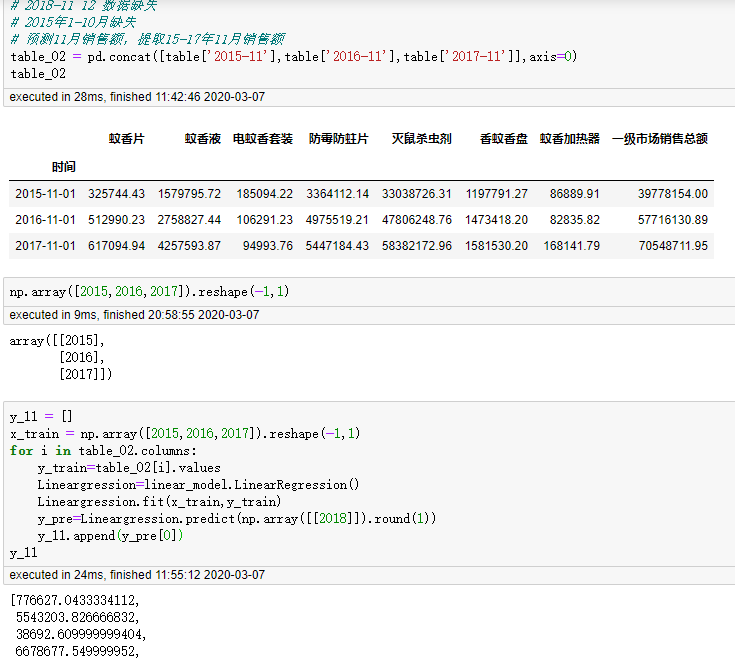 # 2018-11 12 数据缺失
# 2015年1-10月缺失
# 预测11月销售额, 提取15-17年11月销售额
table_02 = pd.concat([table['2015-11'],table['2016-11'],table['2017-11']],axis=0)
table_02
executed in 28ms, finished 11:42:46 2020-03-07
蚊香片 蚊香液 电蚊香套装 防霉防蛀片 灭鼠杀虫剂 香蚊香盘 蚊香加热器 一级市场销售总额
时间
2015-11-01 325744.43 1579795.72 185094.22 3364112.14 33038726.31 1197791.27 86889.91 39778154.00
2016-11-01 512990.23 2758827.44 106291.23 4975519.21 47806248.76 1473418.20 82835.82 57716130.89
2017-11-01 617094.94 4257593.87 94993.76 5447184.43 58382172.96 1581530.20 168141.79 70548711.95
np.array([2015,2016,2017]).reshape(-1,1)
executed in 9ms, finished 20:58:55 2020-03-07
array([[2015],
[2016],
[2017]])
y_11 = []
x_train = np.array([2015,2016,2017]).reshape(-1,1)
for i in table_02.columns:
y_train=table_02[i].values
Lineargression=linear_model.LinearRegression()
Lineargression.fit(x_train,y_train)
y_pre=Lineargression.predict(np.array([[2018]]).round(1))
y_11.append(y_pre[0])
y_11
executed in 24ms, finished 11:55:12 2020-03-07
[776627.0433334112,
5543203.826666832,
38692.609999999404,
6678677.549999952,